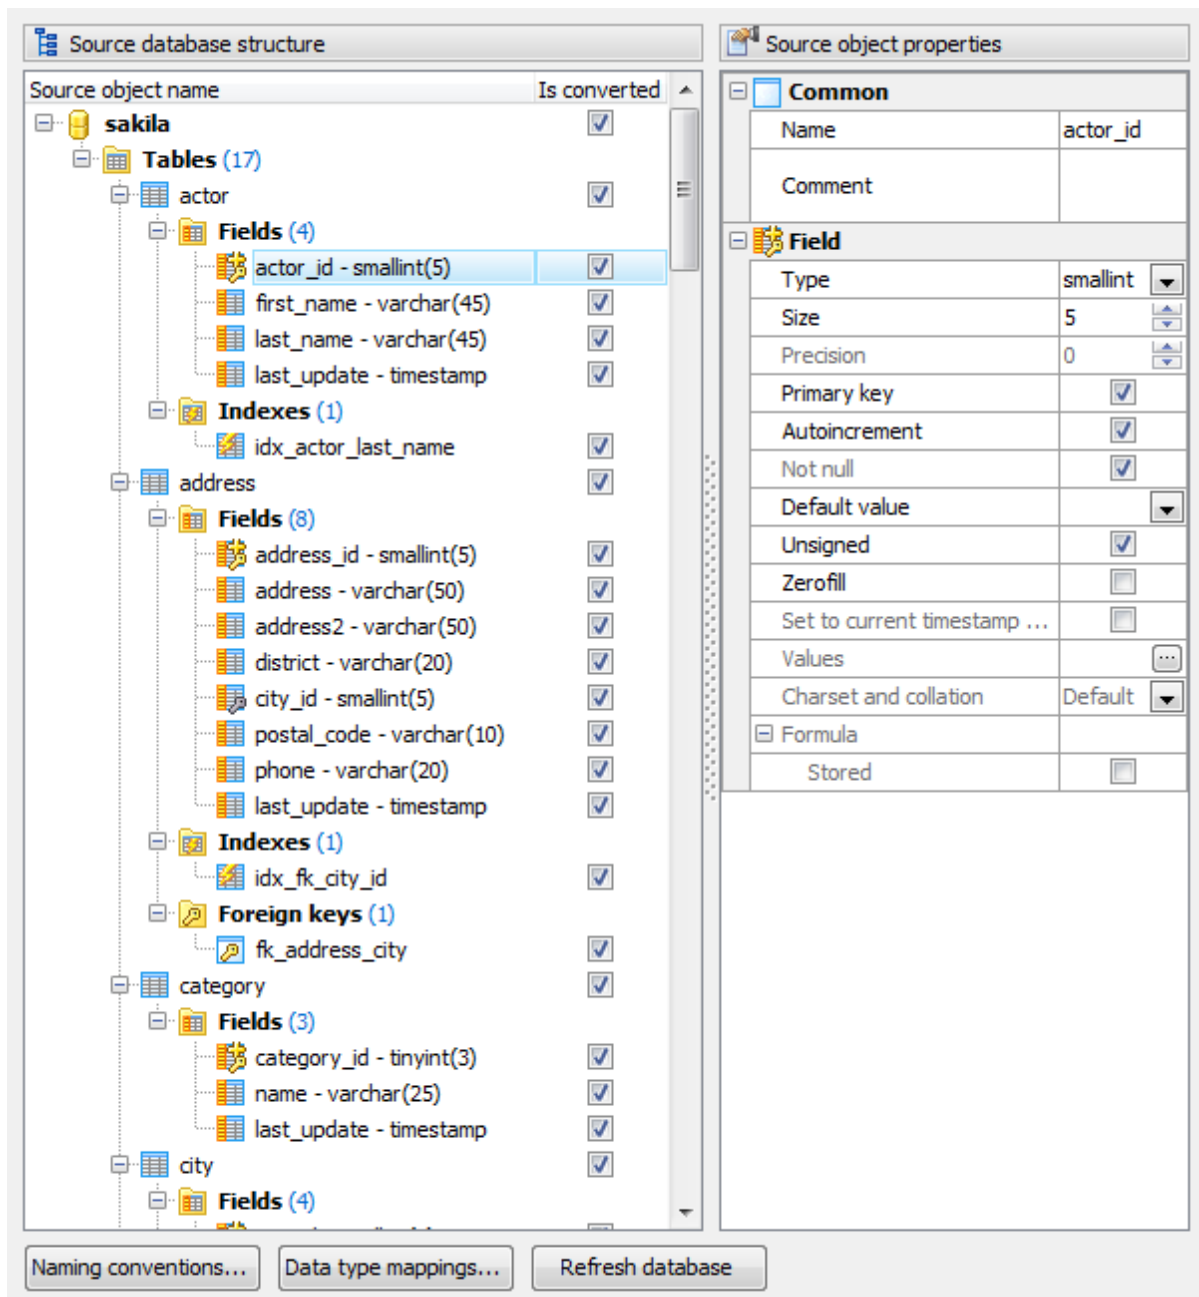 Source database structure
Source object name Is converted
sakila
Tables (17)
actor
Fields (4)
actor_id - smallint(5)
first_name - varchar(45)
last_name - varchar(45)
last_update - timestamp
Indexes (1)
idx_actor_last_name
address
Fields (8)
address_id - smallint(5)
address - varchar(50)
address2 - varchar(50)
district - varchar(20)
city_id - smallint(5)
postal_code - varchar(10)
phone - varchar(20)
last_update - timestamp
Indexes (1)
idx_fk_city_id
Foreign keys (1)
fk_address_city
category
Fields (3)
category_id - tinyint(3)
name - varchar(25)
last_update - timestamp
city
Fields (4)
Source object properties
Common
Name actor_id
Comment
Field
Type smallint
Size 5
Precision 0
Primary key
Autoincrement
Not null
Default value
Unsigned
Zerofill
Set to current timestamp ...
Values
Charset and collation Default
Formula
Stored
Naming conventions... Data type mappings... Refresh database